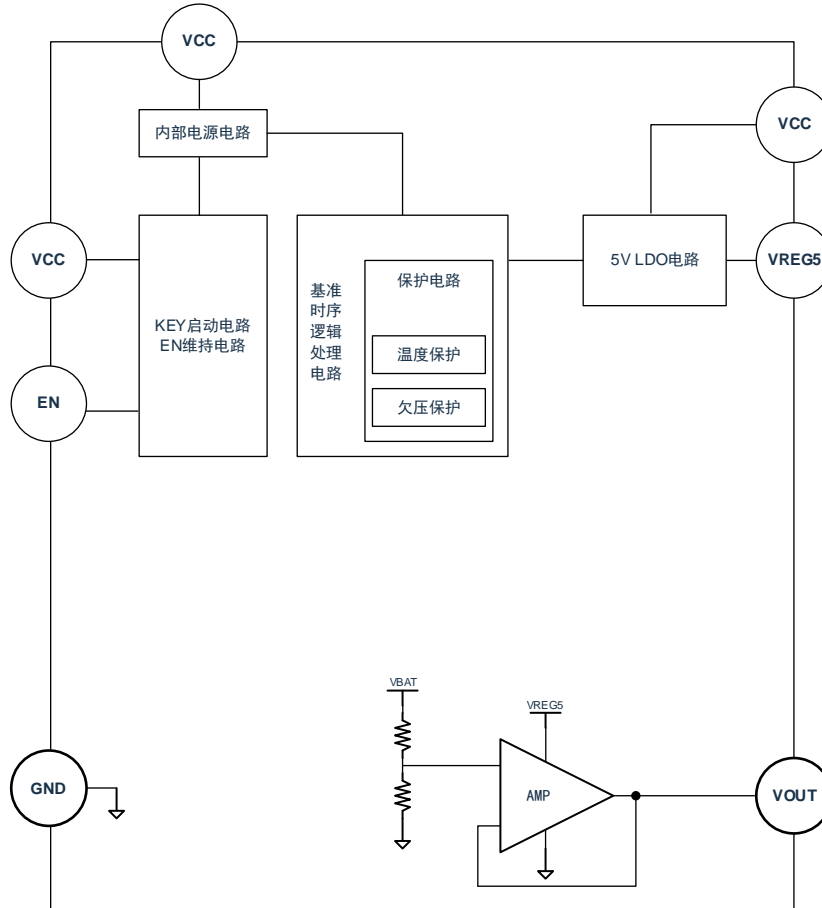 VCC
内部电源电路
VCC
VCC
KEY启动电路
EN维持电路
EN
基准
时序
逻辑
处理
电路
保护电路
温度保护
欠压保护
5V LDO电路
VREG5
VBAT
VREG5
GND
AMP
VOUT